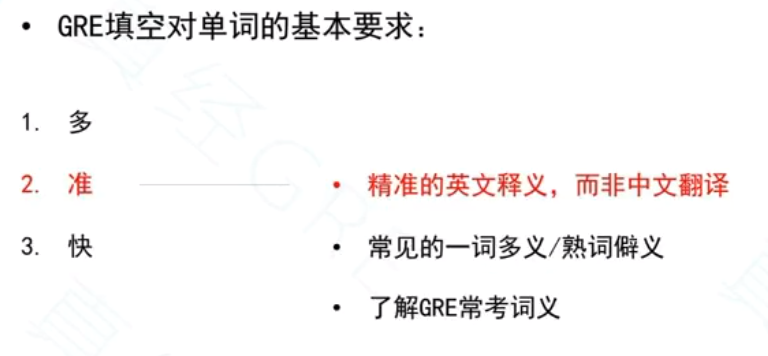 • GRE填空对单词的基本要求：
1. 多
2. 准
• 精准的英文释义，而非中文翻译
3. 快
• 常见的一词多义/熟词僻义
• 了解GRE常考词义